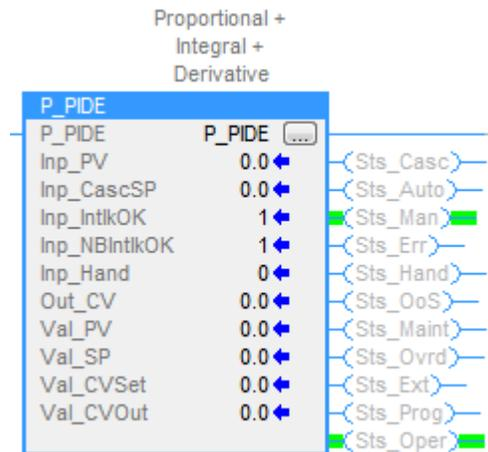 Proportional +
Integral +
Derivative
P_PIDE
P_PIDE P_PIDE ...
Inp_PV 0.0 Sts_Casc
Inp_CascSP 0.0 Sts_Auto
Inp_IntlkOK 1 Sts_Man
Inp_NBIntlkOK 1 Sts_Err
Inp_Hand 0 Sts_Hand
Out_CV 0.0 Sts_OoS
Val_PV 0.0 Sts_Maint
Val_SP 0.0 Sts_Ovrd
Val_CVSet 0.0 Sts_Ext
Val_CVOut 0.0 Sts_Prog
Sts_Oper